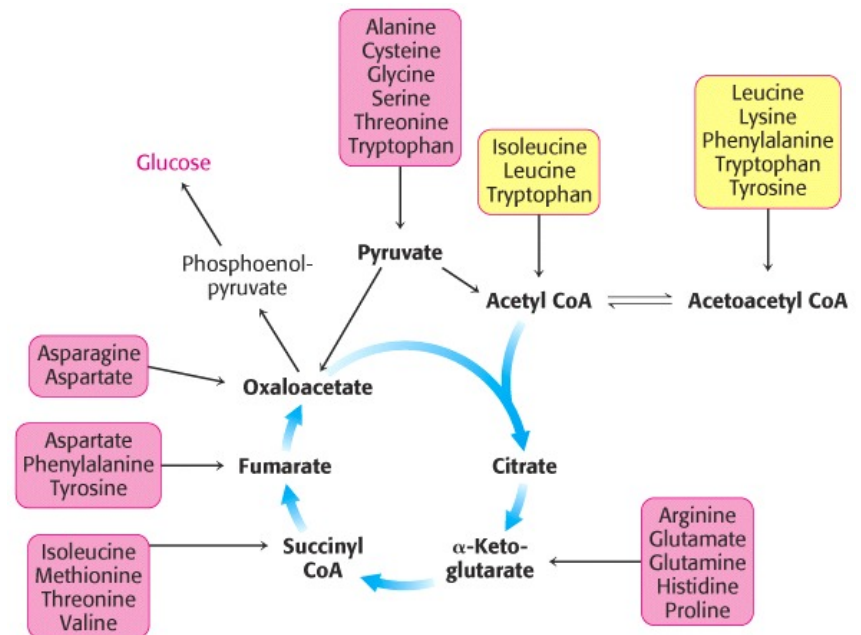 Alanine
Cysteine
Glycine
Serine
Threonine
Tryptophan
Leucine
Lysine
Phenylalanine
Tryptophan
Tyrosine
Isoleucine
Leucine
Tryptophan
Glucose
Pyruvate
Phosphoenol-
pyruvate
Acetyl CoA
Acetoacetyl CoA
Asparagine
Aspartate
Oxaloacetate
Aspartate
Phenylalanine
Tyrosine
Fumarate
Citrate
Isoleucine
Methionine
Threonine
Valine
Succinyl
CoA
α-Keto-
glutarate
Arginine
Glutamate
Glutamine
Histidine
Proline